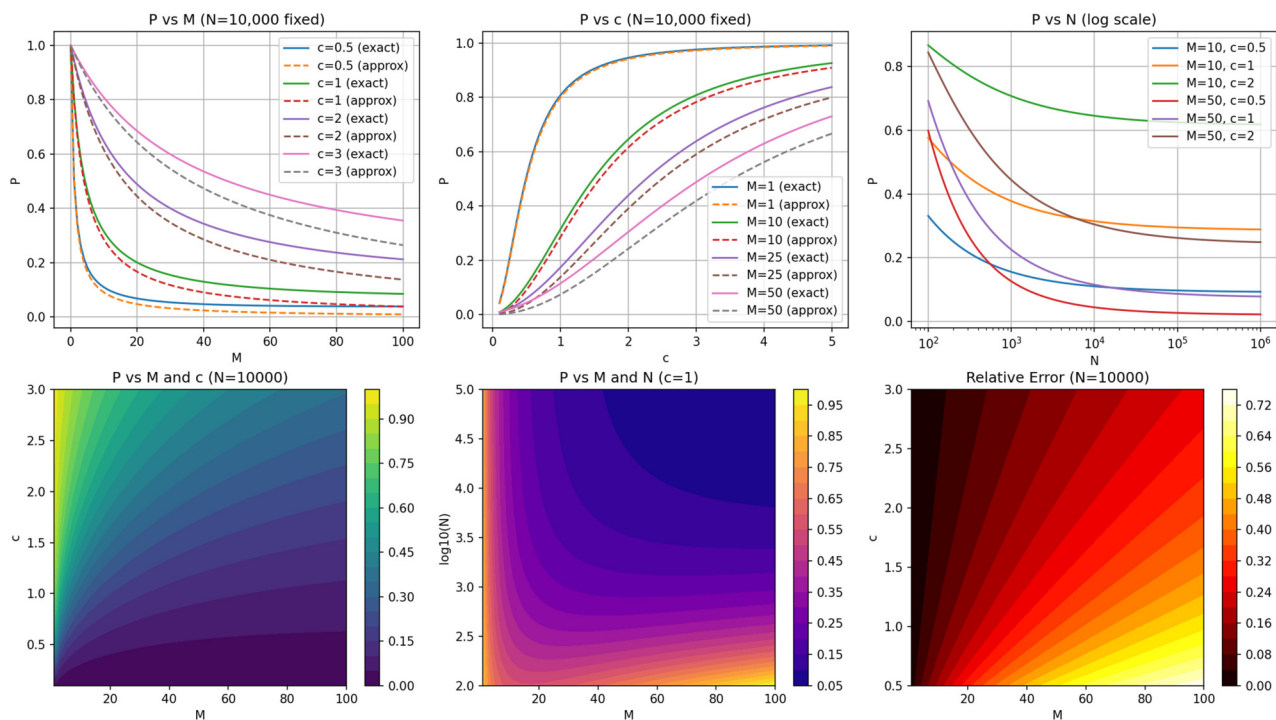 P vs M (N=10,000 fixed)
c=0.5 (exact)
c=0.5 (approx)
c=1 (exact)
c=1 (approx)
c=2 (exact)
c=2 (approx)
c=3 (exact)
c=3 (approx)
1.0
0.8
0.6
0.4
0.2
0.0
P
0
20
40
60
80
100
M
P vs c (N=10,000 fixed)
1.0
0.8
0.6
0.4
0.2
0.0
P
M=1 (exact)
M=1 (approx)
M=10 (exact)
M=10 (approx)
M=25 (exact)
M=25 (approx)
M=50 (exact)
M=50 (approx)
0
1
2
3
4
5
c
P vs N (log scale)
M=10, c=0.5
M=10, c=1
M=10, c=2
M=50, c=0.5
M=50, c=1
M=50, c=2
0.8
0.6
0.4
0.2
0.0
P
10²
10³
10⁴
10⁵
10⁶
N
P vs M and c (N=10000)
3.0
2.5
2.0
1.5
1.0
0.5
c
20
40
60
80
100
M
0.90
0.75
0.60
0.45
0.30
0.15
0.00
P vs M and N (c=1)
5.0
4.5
4.0
3.5
3.0
2.5
2.0
log10(N)
20
40
60
80
100
M
0.95
0.85
0.75
0.65
0.55
0.45
0.35
0.25
0.15
0.05
Relative Error (N=10000)
3.0
2.5
2.0
1.5
1.0
0.5
c
20
40
60
80
100
M
0.72
0.64
0.56
0.48
0.40
0.32
0.24
0.16
0.08
0.00